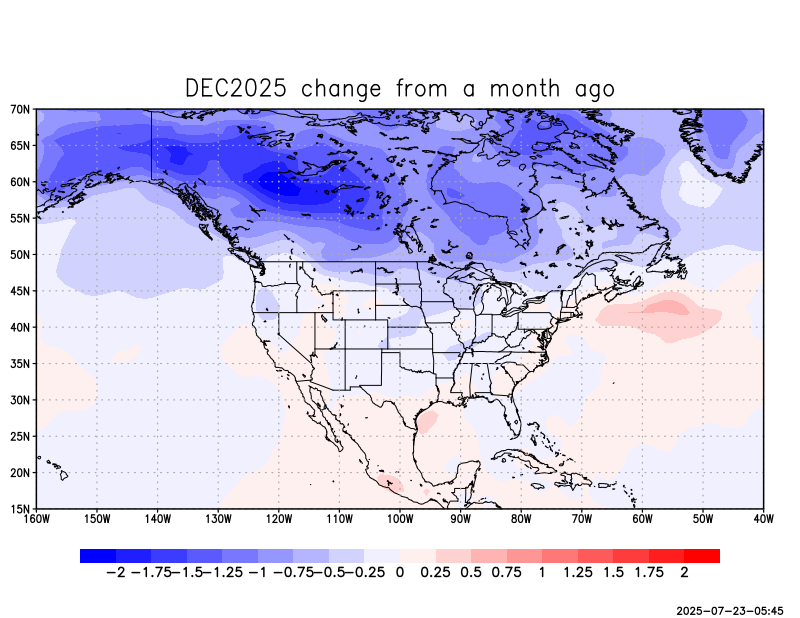 DEC2025 change from a month ago
70N
65N
60N
55N
50N
45N
40N
35N
30N
25N
20N
15N
160W 150W 140W 130W 120W 110W 100W 90W 80W 70W 60W 50W 40W
-2 -1.75 -1.5 -1.25 -1 -0.75 -0.5 -0.25 0 0.25 0.5 0.75 1 1.25 1.5 1.75 2
2025-07-23-05:45